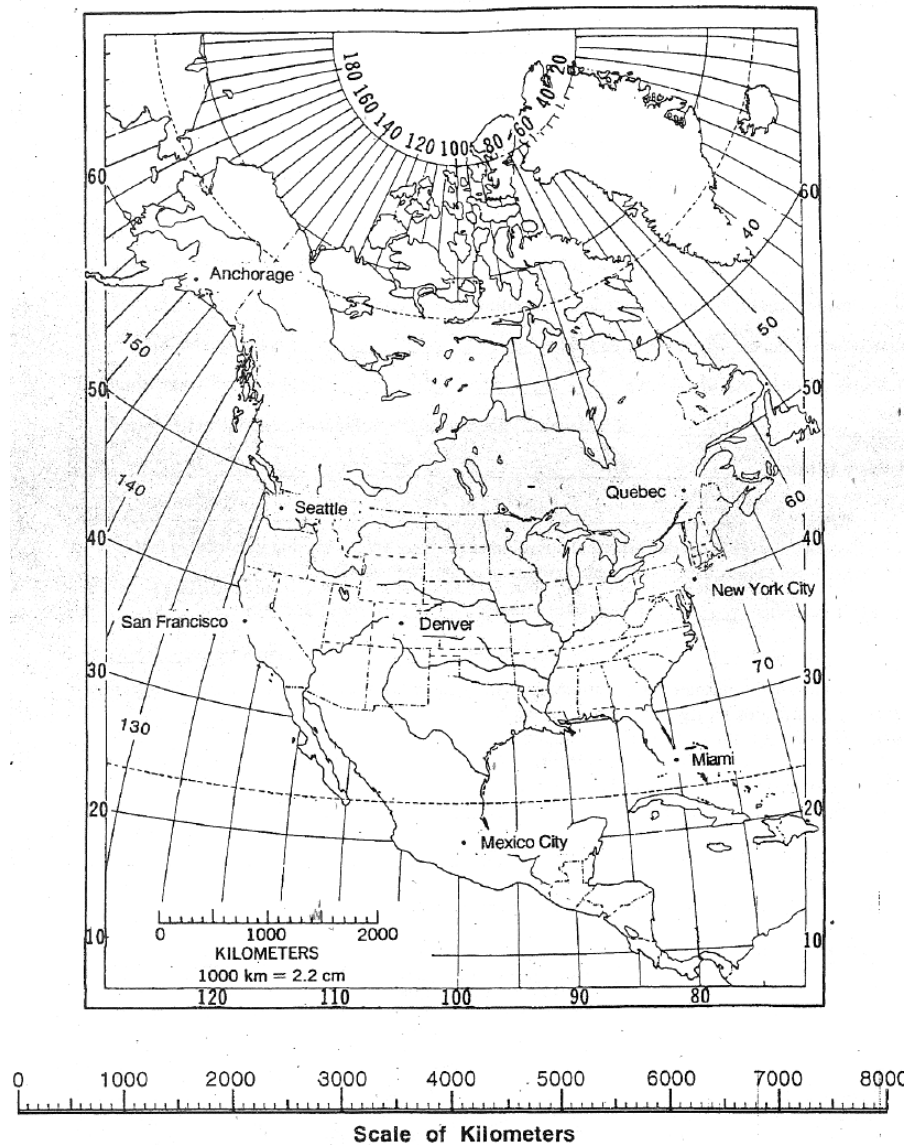 180 160 140 120 100 80 60 40 20
60 60
40
Anchorage
150 50
50 50
140 Quebec 60
Seattle
40 40
New York City
San Francisco Denver
70
30 30
130
Miami
20 20
Mexico City
0 1000 2000
KILOMETERS
10 10
1000 km = 2.2 cm
120 110 100 90 80
0 1000 2000 3000 4000 5000 6000 7000 8000
Scale of Kilometers